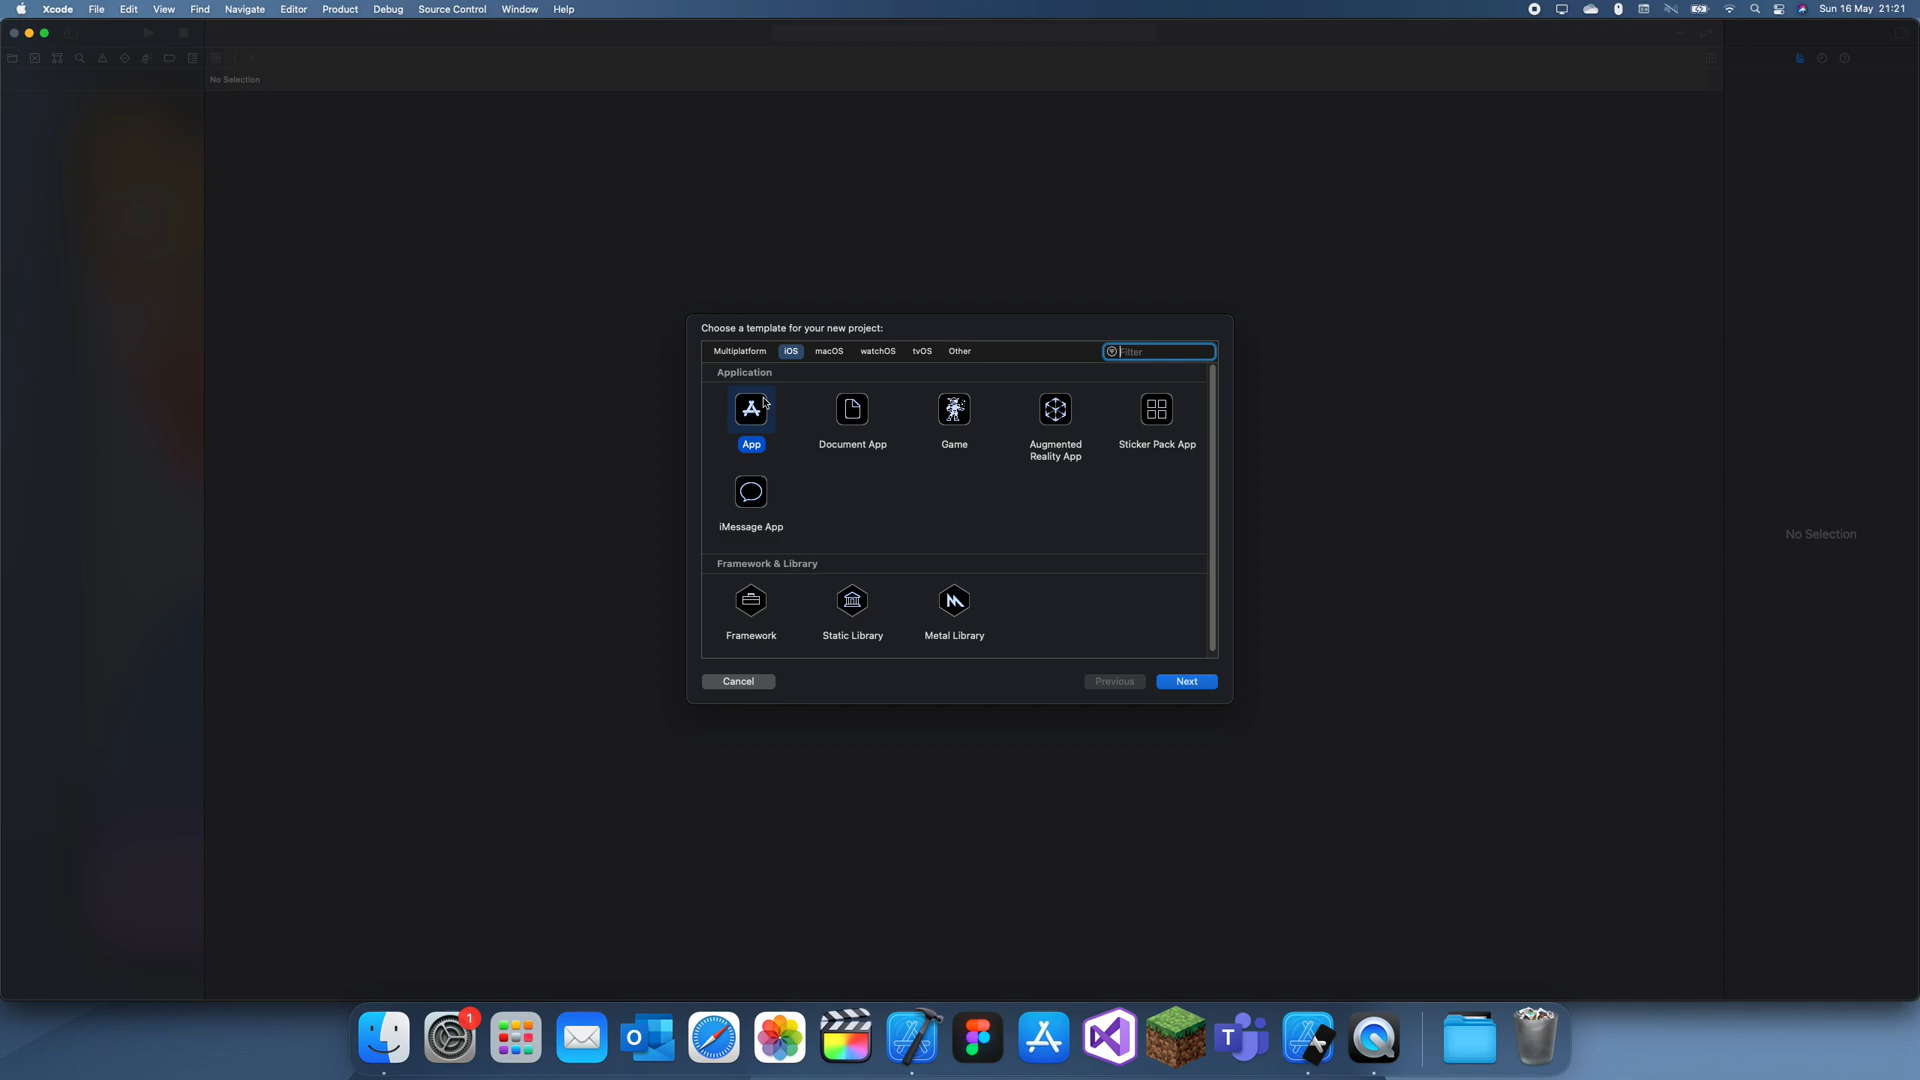 Xcode File Edit View Find Navigate Editor Product Debug Source Control Window Help Sun 16 May 21:21
No Selection
Choose a template for your new project:
Multiplatform iOS macOS watchOS tvOS Other Filter
Application
App Document App Game Augmented Reality App Sticker Pack App
iMessage App
No Selection
Framework & Library
Framework Static Library Metal Library
Cancel Previous Next
1